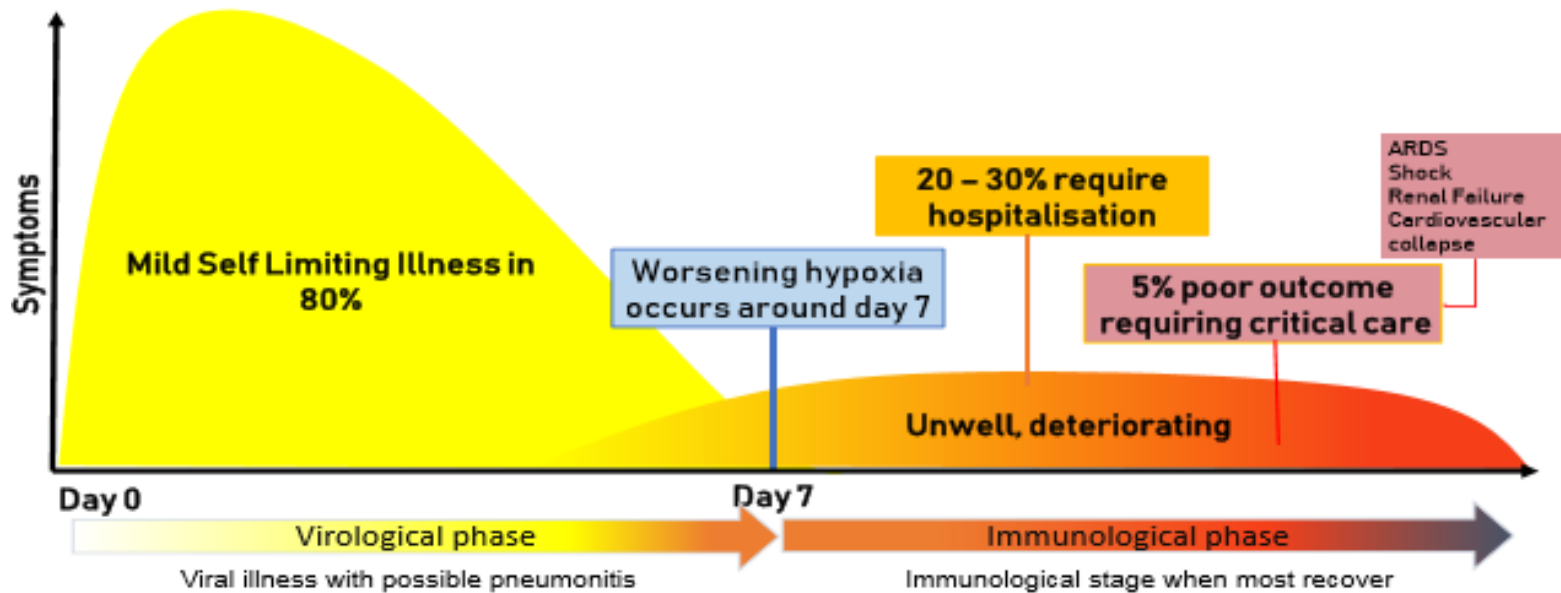 Symptoms
Mild Self Limiting Illness in
80%
Worsening hypoxia
occurs around day 7
20 – 30% require
hospitalisation
5% poor outcome
requiring critical care
ARDS
Shock
Renal Failure
Cardiovascular
collapse
Unwell, deteriorating
Day 0
Day 7
Virological phase
Immunological phase
Viral illness with possible pneumonitis
Immunological stage when most recover